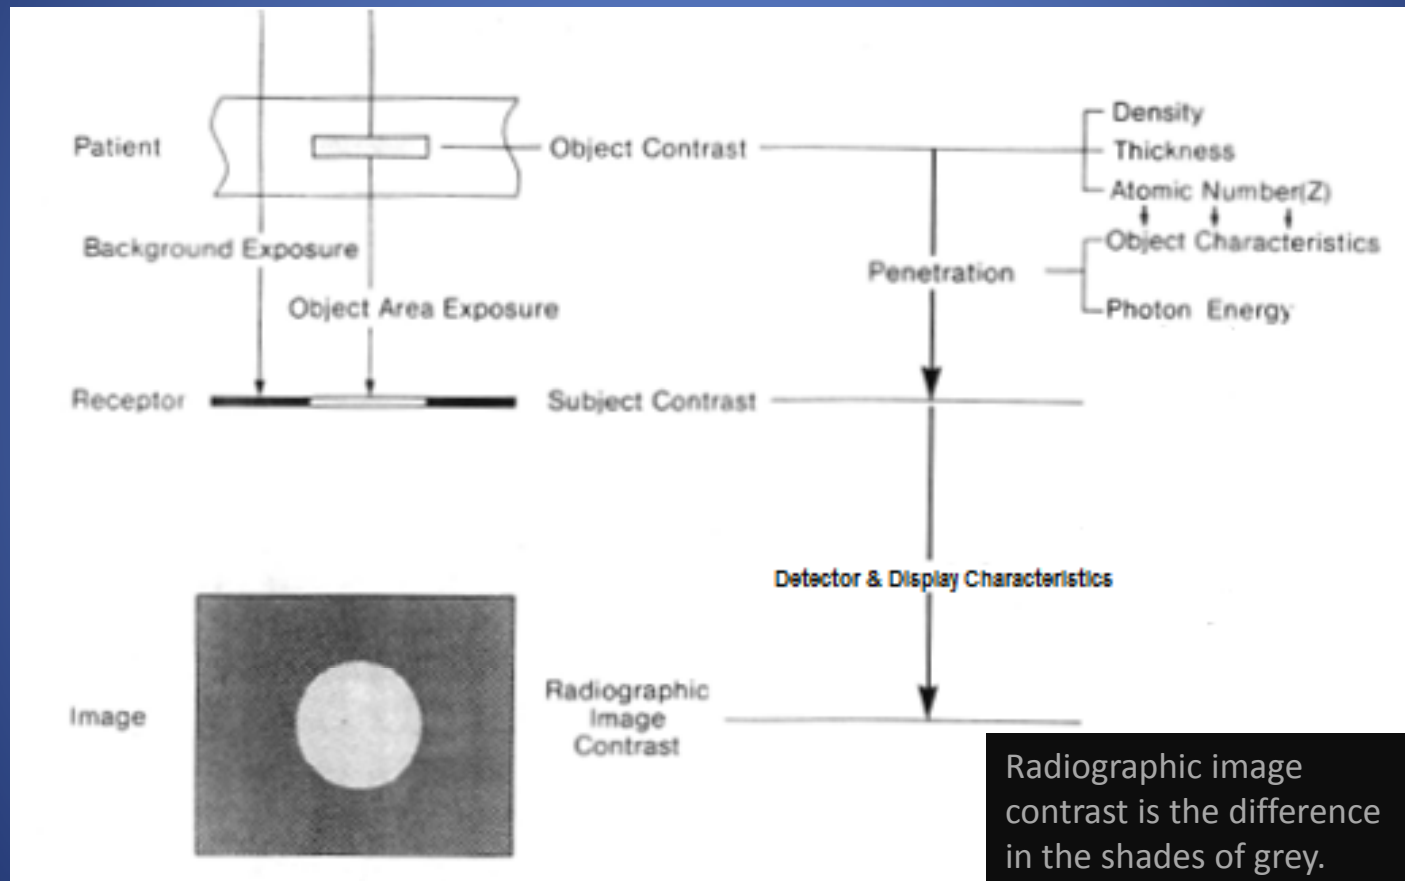 Density
Patient
Object Contrast
Thickness
Atomic Number(Z)
Background Exposure
Object Characteristics
Penetration
Object Area Exposure
Photon Energy
Receptor
Subject Contrast
Detector & Display Characteristics
Image
Radiographic
Image
Contrast
Radiographic image
contrast is the difference
in the shades of grey.